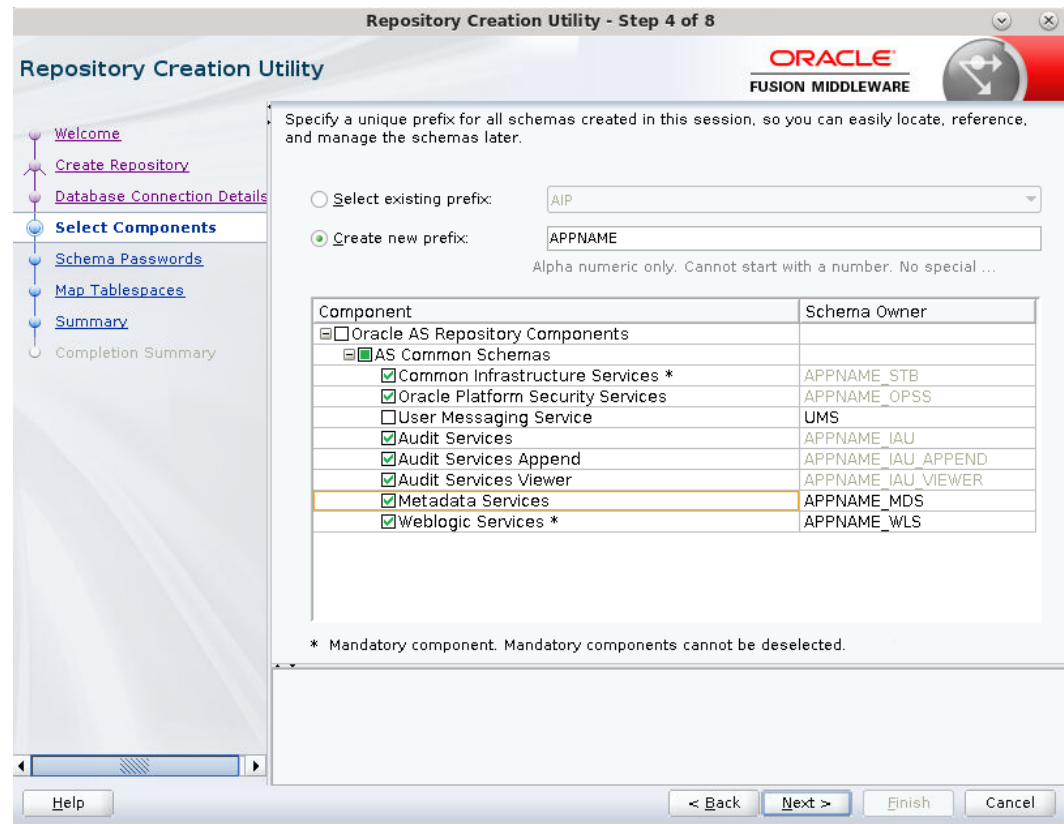 Repository Creation Utility - Step 4 of 8
Repository Creation Utility
ORACLE
FUSION MIDDLEWARE
Welcome
Create Repository
Database Connection Details
Select Components
Schema Passwords
Map Tablespaces
Summary
Completion Summary
Specify a unique prefix for all schemas created in this session, so you can easily locate, reference,
and manage the schemas later.
Select existing prefix: AIP
Create new prefix: APPNAME
Alpha numeric only. Cannot start with a number. No special ...
Component Schema Owner
Oracle AS Repository Components
AS Common Schemas
Common Infrastructure Services * APPNAME_STB
Oracle Platform Security Services APPNAME_OPSS
User Messaging Service UMS
Audit Services APPNAME_IAU
Audit Services Append APPNAME_IAU_APPEND
Audit Services Viewer APPNAME_IAU_VIEWER
Metadata Services APPNAME_MDS
Weblogic Services * APPNAME_WLS
* Mandatory component. Mandatory components cannot be deselected.
Help < Back Next > Finish Cancel